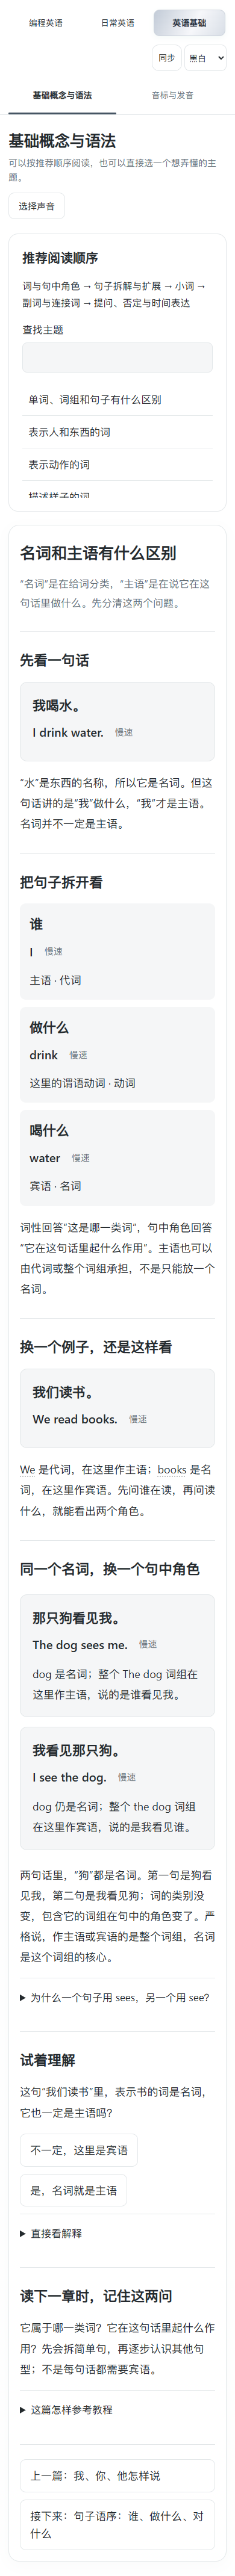 编程英语
日常英语
英语基础
同步
黑白
基础概念与语法
音标与发音
基础概念与语法
可以按推荐顺序阅读，也可以直接选一个想弄懂的主
题。
选择声音
推荐阅读顺序
词与句中角色 → 句子拆解与扩展 → 小词 →
副词与连接词 → 提问、否定与时间表达
查找主题
单词、词组和句子有什么区别
表示人和东西的词
表示动作的词
描述样子的词
名词和主语有什么区别
“名词”是在给词分类，“主语”是在说它在这
句话里做什么。先分清这两个问题。
先看一句话
我喝水。
I drink water. 慢速
“水”是东西的名称，所以它是名词。但这
句话讲的是“我”做什么，“我”才是主语。
名词并不一定是主语。
把句子拆开看
谁
I 慢速
主语 · 代词
做什么
drink 慢速
这里的谓语动词 · 动词
喝什么
water 慢速
宾语 · 名词
词性回答“这是哪一类词”，句中角色回答
“它在这句话里起什么作用”。主语也可以
由代词或整个词组承担，不是只能放一个
名词。
换一个例子，还是这样看
我们读书。
We read books. 慢速
We 是代词，在这里作主语；books 是名
词，在这里作宾语。先问谁在读，再问读
什么，就能看出两个角色。
同一个名词，换一个句中角色
那只狗看见我。
The dog sees me. 慢速
dog 是名词；整个 The dog 词组在
这里作主语，说的是谁看见我。
我看见那只狗。
I see the dog. 慢速
dog 仍是名词；整个 the dog 词组
在这里作宾语，说的是我看见谁。
两句话里，“狗”都是名词。第一句是狗看
见我，第二句是我看见狗；词的类别没
变，包含它的词组在句中的角色变了。严
格说，作主语或宾语的是整个词组，名词
是这个词组的核心。
为什么一个句子用 sees，另一个用 see？
试着理解
这句“我们读书”里，表示书的词是名词，
它也一定是主语吗？
不一定，这里是宾语
是，名词就是主语
直接看解释
读下一章时，记住这两问
它属于哪一类词？它在这句话里起什么作
用？先会拆简单句，再逐步认识其他句
型；不是每句话都需要宾语。
这篇怎样参考教程
上一篇：我、你、他怎样说
接下来：句子语序：谁、做什么、对
什么